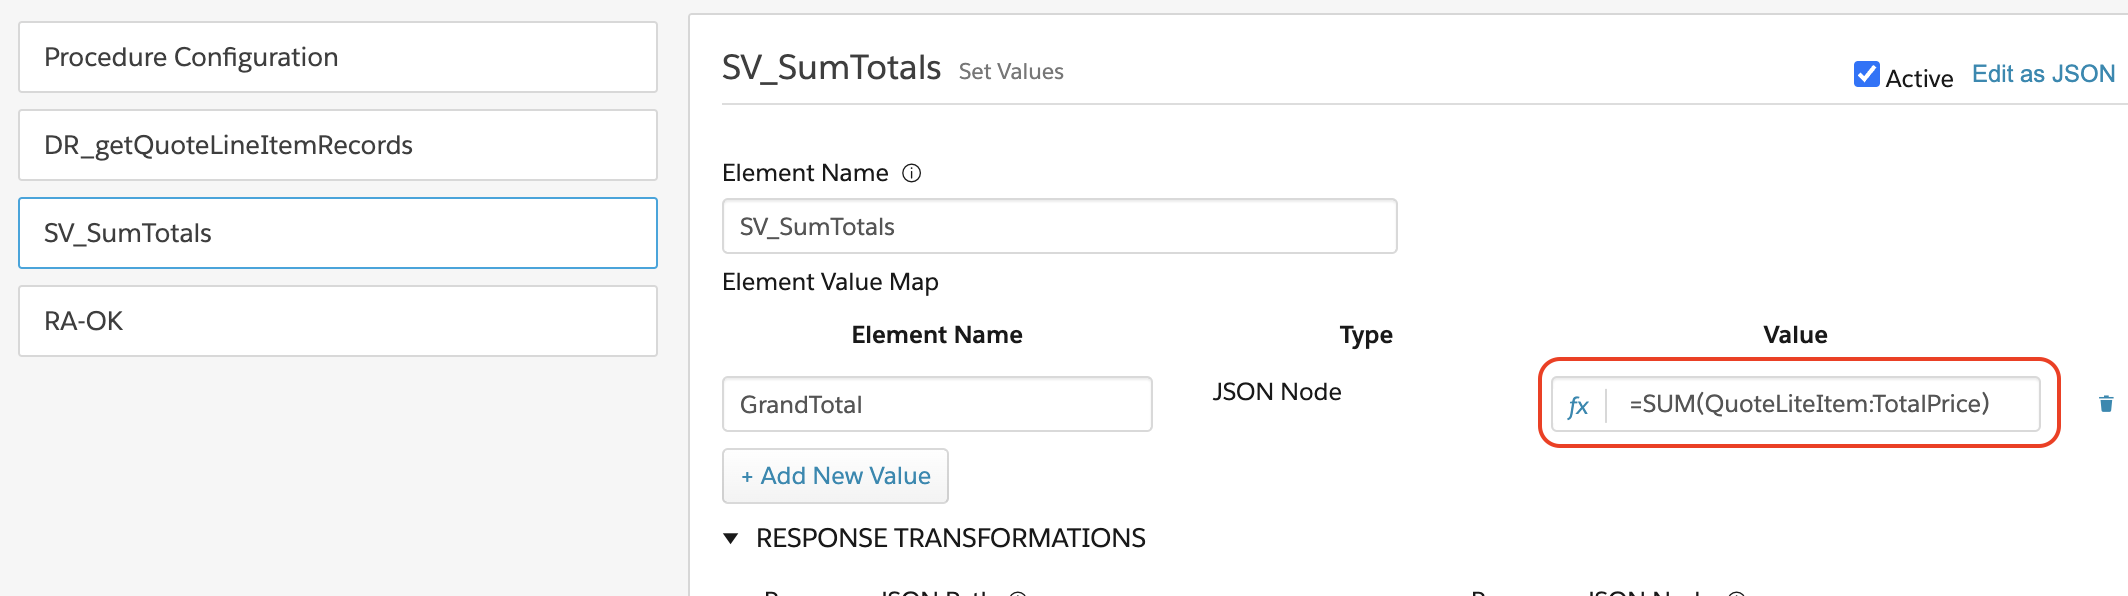 Procedure Configuration
DR_getQuoteLineItemRecords
SV_SumTotals
RA-OK
SV_SumTotals Set Values
Active Edit as JSON
Element Name
SV_SumTotals
Element Value Map
Element Name Type Value
GrandTotal JSON Node fx =SUM(QuoteLiteItem:TotalPrice)
+ Add New Value
RESPONSE TRANSFORMATIONS